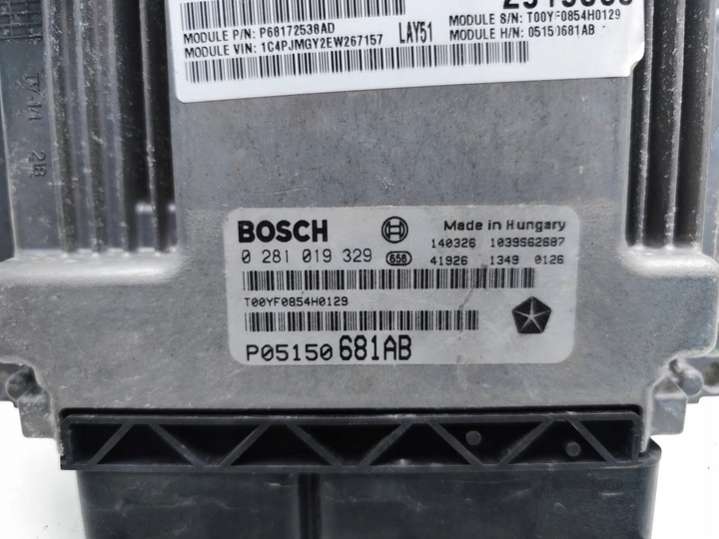 MODULE P/N: P68172538AD
MODULE VIN: 1C4PJMGY2EW267157
LAY51
MODULE S/N: T00YF0854H0129
MODULE H/N: 05150681AB
BOSCH
Made in Hungary
140326 1039S62687
0 281 019 329
658
41926 1349 0126
T00YF0854H0129
P05150681AB